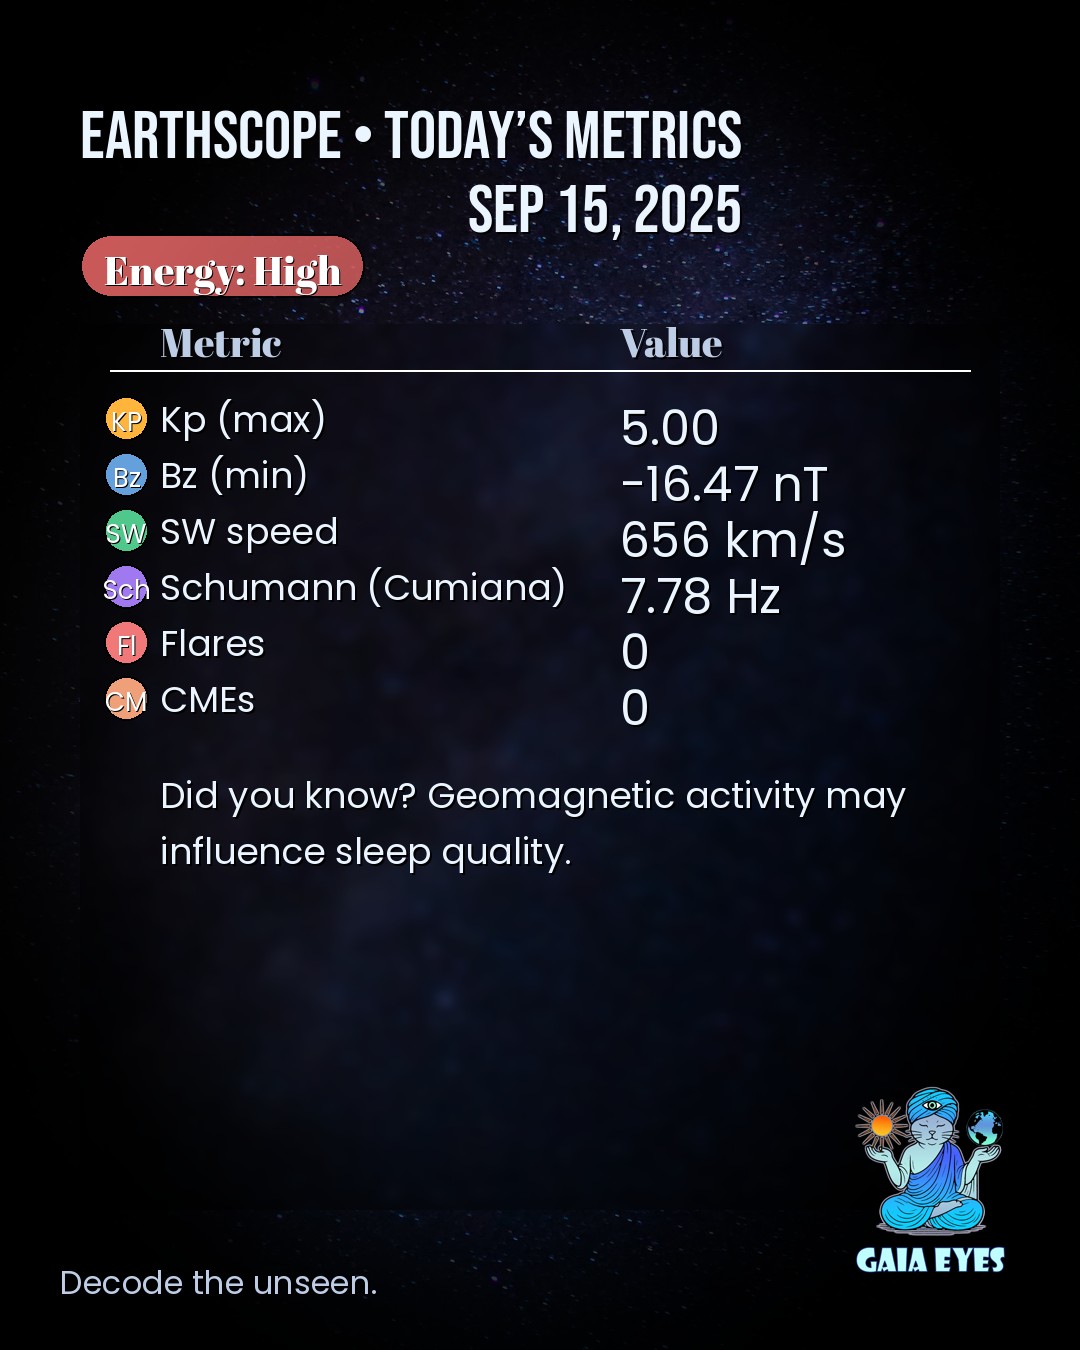 EARTHSCOPE • TODAY’S METRICS
SEP 15, 2025
Energy: High
Metric Value
KP Kp (max) 5.00
Bz Bz (min) -16.47 nT
SW SW speed 656 km/s
Sch Schumann (Cumiana) 7.78 Hz
Fl Flares 0
CM CMEs 0
Did you know? Geomagnetic activity may
influence sleep quality.
GAIA EYES
Decode the unseen.